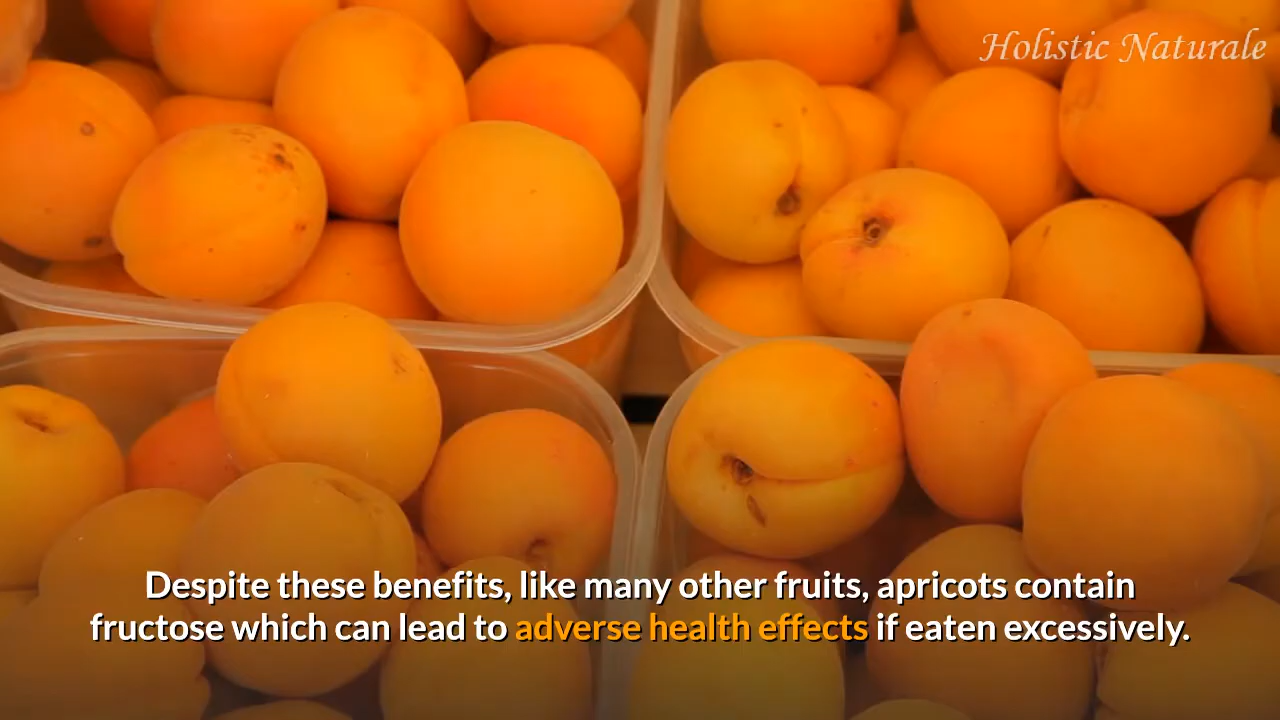 Holistic Naturale
Despite these benefits, like many other fruits, apricots contain
fructose which can lead to adverse health effects if eaten excessively.